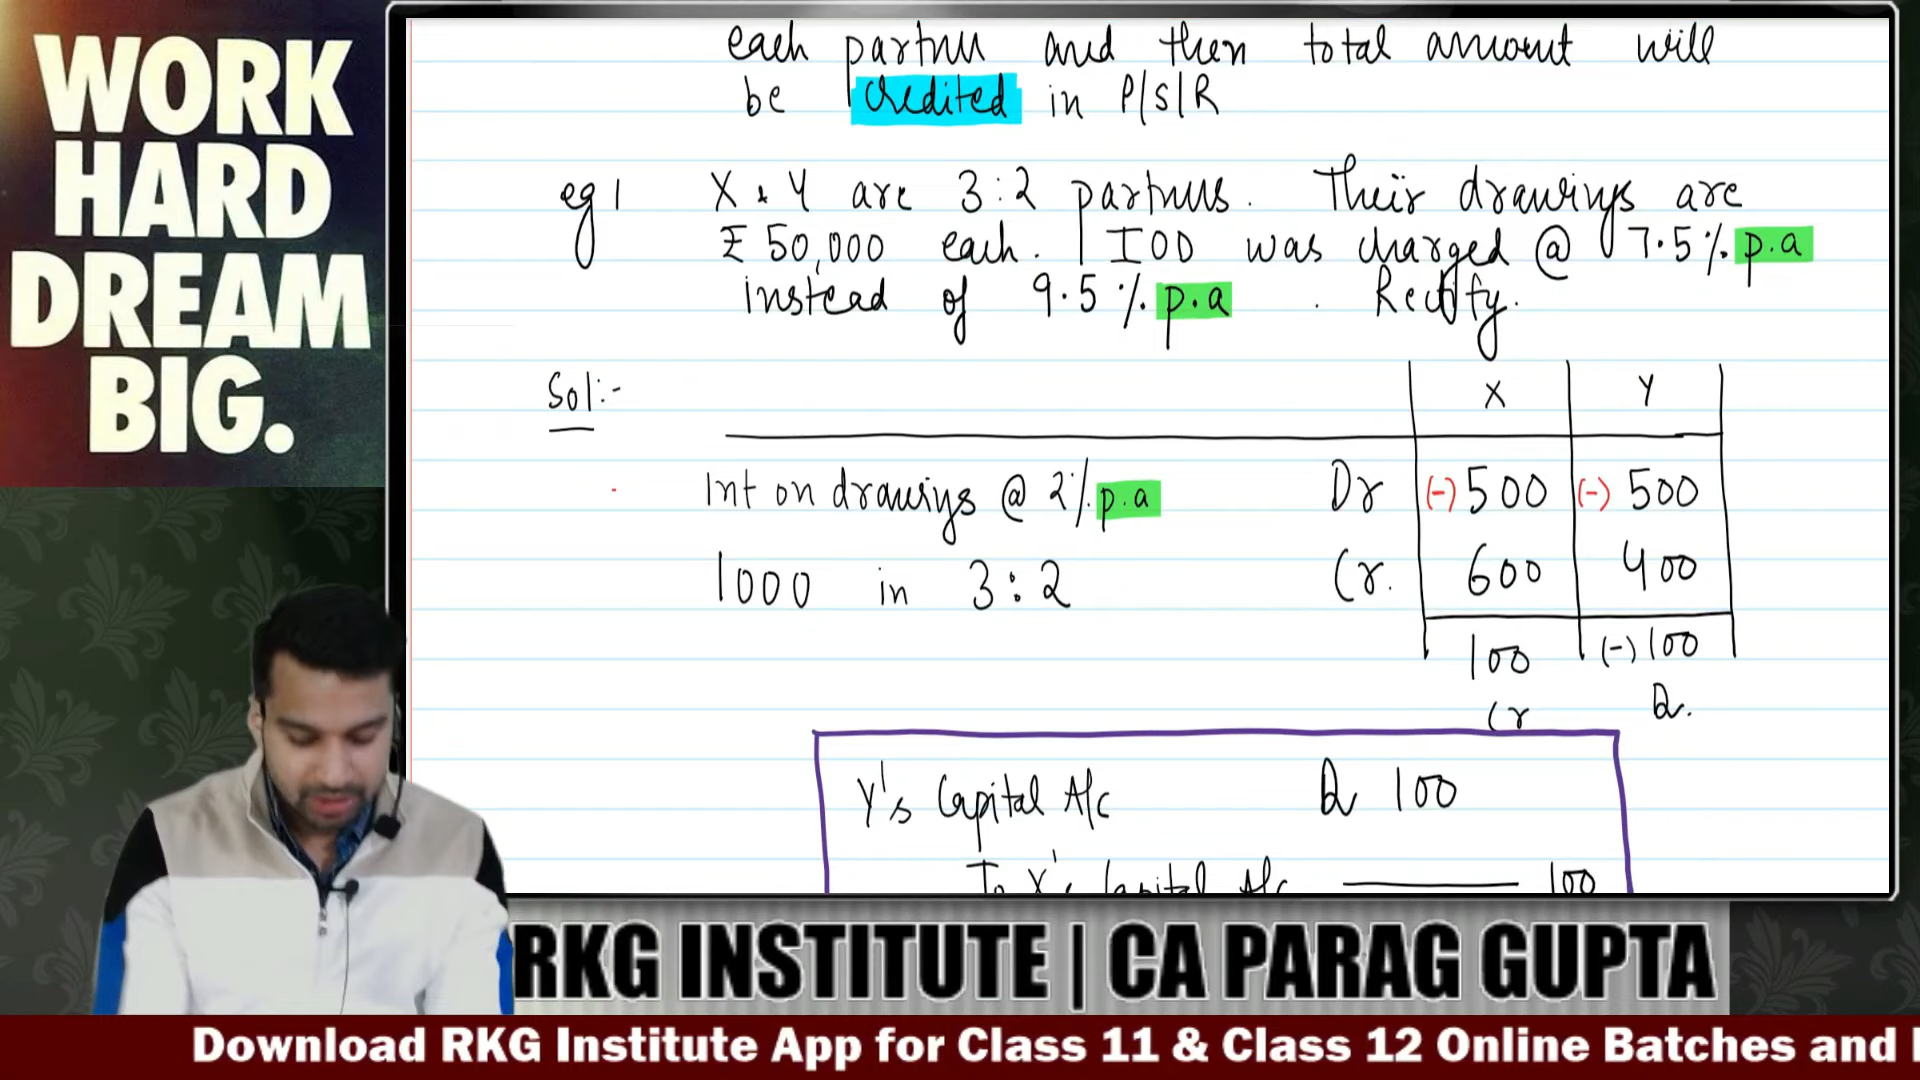 WORK
HARD
DREAM
BIG.
each partner and then total amount will
be credited in P/S/R
eg 1 X & Y are 3:2 partners. Their drawings are
₹ 50,000 each. IOD was charged @ 7.5% p.a
instead of 9.5% p.a. Rectify.
Sol:-
X Y
Int on drawings @ 2% p.a Dr (-) 500 (-) 500
1000 in 3:2 Cr. 600 400
100 (-) 100
Cr Dr.
Y's Capital A/c Dr 100
To X's Capital A/c 100
RKG INSTITUTE | CA PARAG GUPTA
Download RKG Institute App for Class 11 & Class 12 Online Batches and